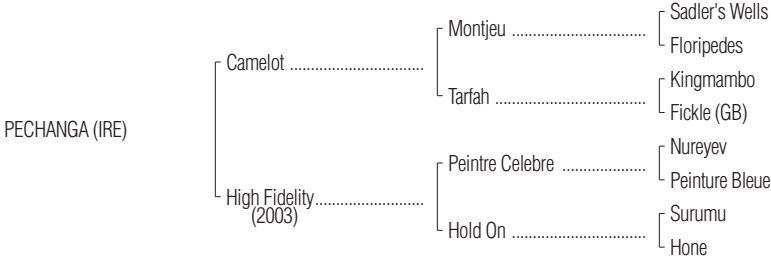 Sadler's Wells
Montjeu ................................
Floripedes
Camelot ................................
Kingmambo
Tarfah ....................................
Fickle (GB)
PECHANGA (IRE)
Nureyev
Peintre Celebre ....................
Peinture Bleue
High Fidelity..........................
(2003)
Surumu
Hold On ................................
Hone